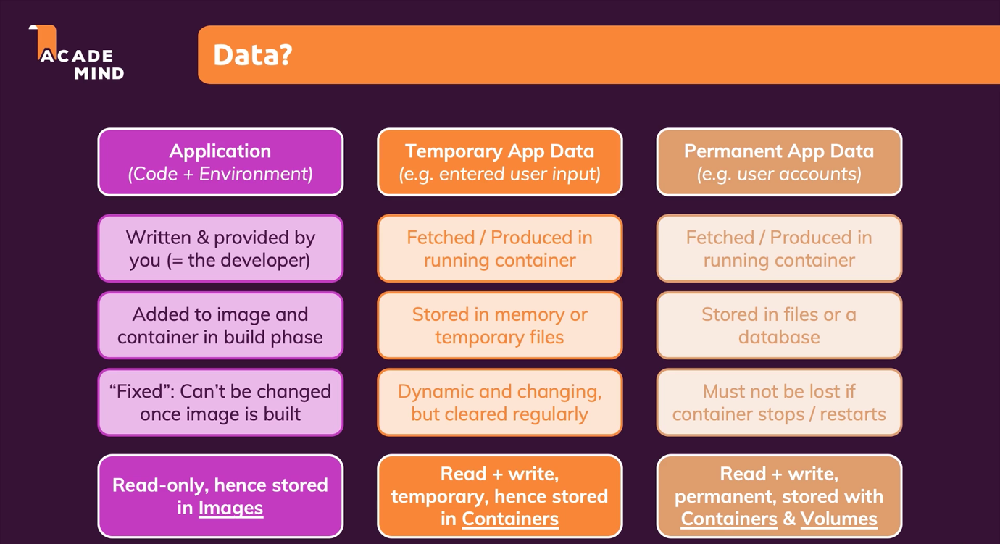 ACADE
MIND
Data?
Application
(Code + Environment)
Written & provided by
you (= the developer)
Added to image and
container in build phase
“Fixed”: Can’t be changed
once image is built
Read-only, hence stored
in Images
Temporary App Data
(e.g. entered user input)
Fetched / Produced in
running container
Stored in memory or
temporary files
Dynamic and changing,
but cleared regularly
Read + write,
temporary, hence stored
in Containers
Permanent App Data
(e.g. user accounts)
Fetched / Produced in
running container
Stored in files or a
database
Must not be lost if
container stops / restarts
Read + write,
permanent, stored with
Containers & Volumes